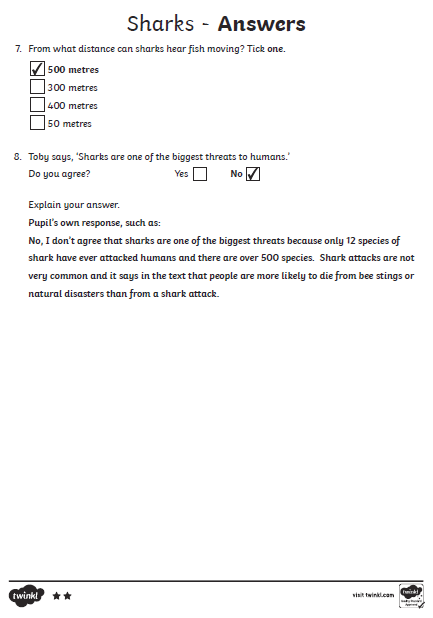 Sharks - Answers
7. From what distance can sharks hear fish moving? Tick one.
500 metres
300 metres
400 metres
50 metres
8. Toby says, 'Sharks are one of the biggest threats to humans.'
Do you agree? Yes No
Explain your answer.
Pupil's own response, such as:
No, I don't agree that sharks are one of the biggest threats because only 12 species of
shark have ever attacked humans and there are over 500 species. Shark attacks are not
very common and it says in the text that people are more likely to die from bee stings or
natural disasters than from a shark attack.
twinkl
visit twinkl.com
twinkl